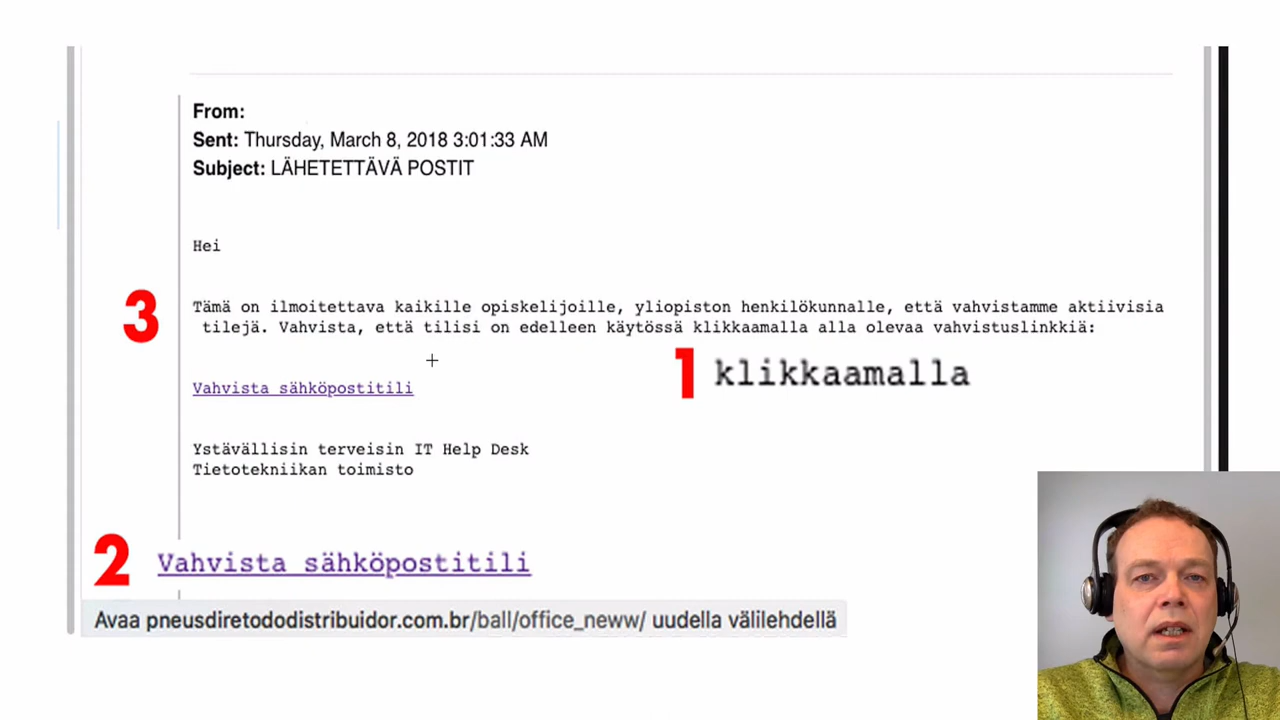 From:
Sent: Thursday, March 8, 2018 3:01:33 AM
Subject: LÄHETETTÄVÄ POSTIT
Hei
3
Tämä on ilmoitettava kaikille opiskelijoille, yliopiston henkilökunnalle, että vahvistamme aktiivisia
tilejä. Vahvista, että tilisi on edelleen käytössä klikkaamalla alla olevaa vahvistuslinkkiä:
1 klikkaamalla
Vahvista sähköpostitili
Ystävällisin terveisin IT Help Desk
Tietotekniikan toimisto
2 Vahvista sähköpostitili
Avaa pneusdiretododistribuidor.com.br/ball/office_neww/ uudella välilehdellä